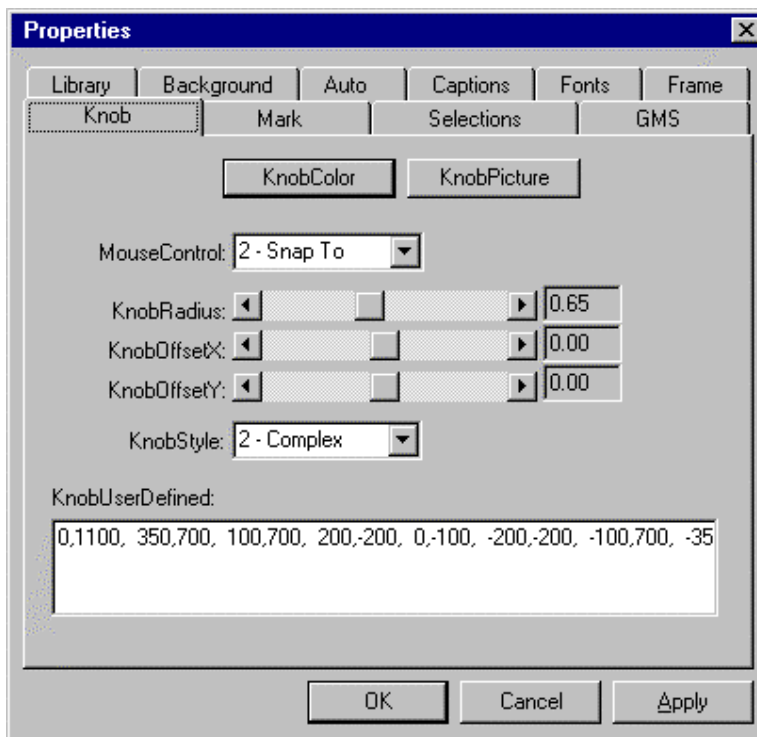 Properties
Library Background Auto Captions Fonts Frame
Knob Mark Selections GMS
KnobColor KnobPicture
MouseControl: 2 - Snap To
KnobRadius: 0.65
KnobOffsetX: 0.00
KnobOffsetY: 0.00
KnobStyle: 2 - Complex
KnobUserDefined:
0,1100, 350,700, 100,700, 200,-200, 0,-100, -200,-200, -100,700, -35
OK Cancel Apply